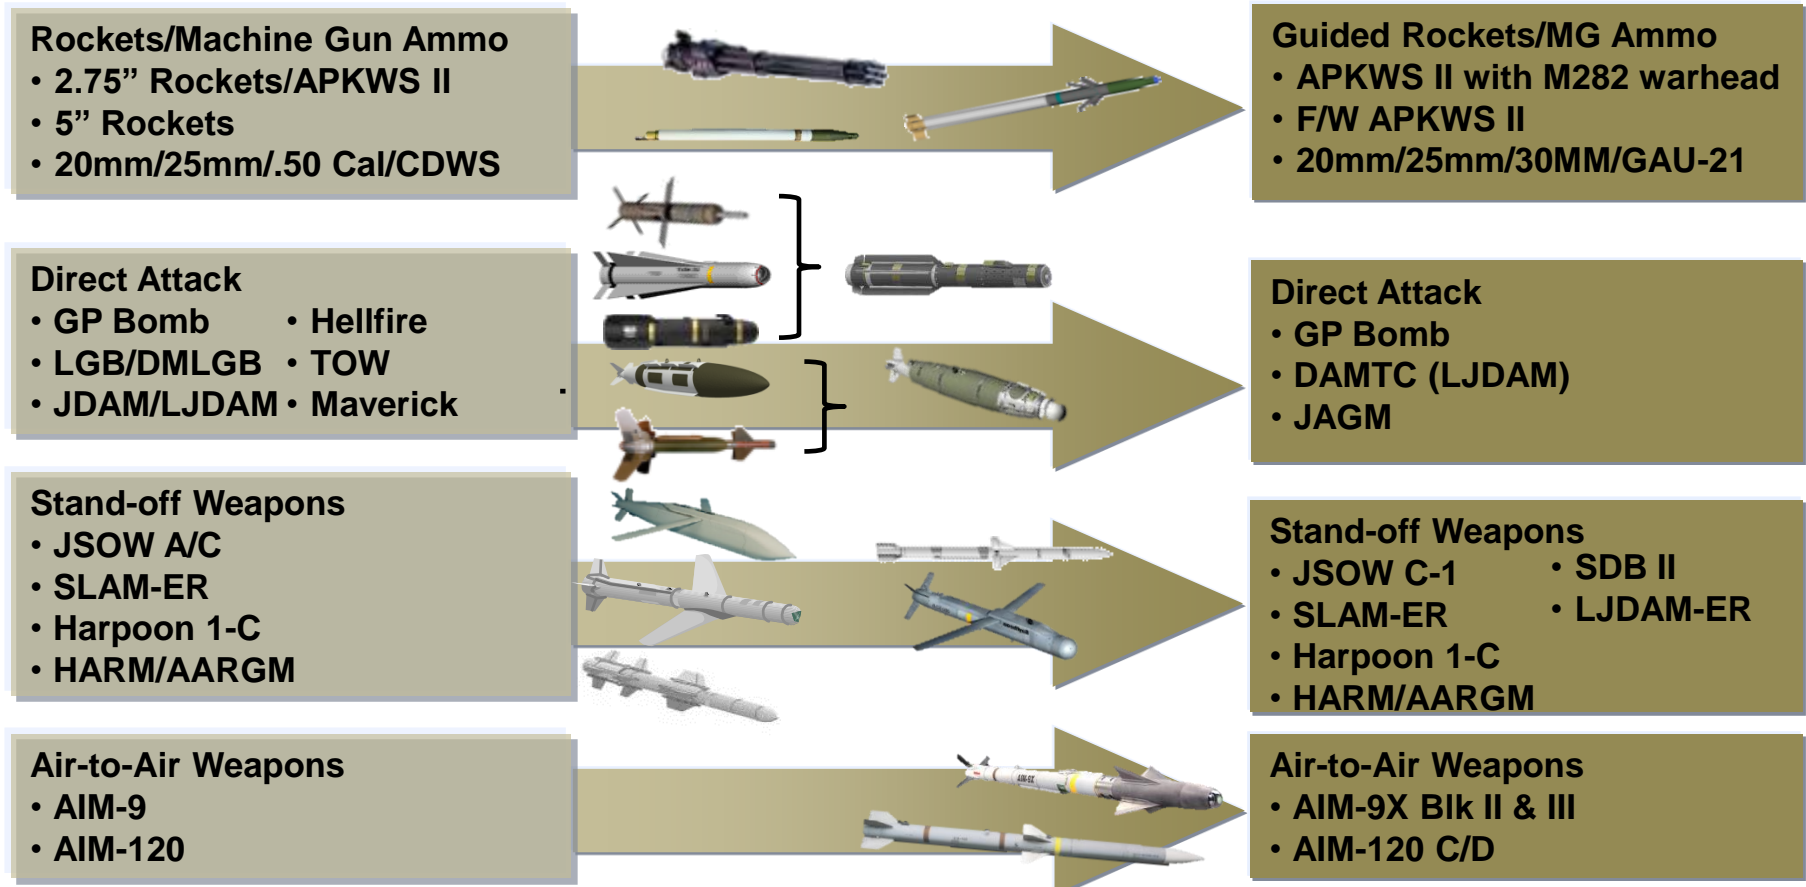 Rockets/Machine Gun Ammo
• 2.75” Rockets/APKWS II
• 5” Rockets
• 20mm/25mm/.50 Cal/CDWS
Guided Rockets/MG Ammo
• APKWS II with M282 warhead
• F/W APKWS II
• 20mm/25mm/30MM/GAU-21
Direct Attack
• GP Bomb • Hellfire
• LGB/DMLGB • TOW
• JDAM/LJDAM • Maverick
.
Direct Attack
• GP Bomb
• DAMTC (LJDAM)
• JAGM
Stand-off Weapons
• JSOW A/C
• SLAM-ER
• Harpoon 1-C
• HARM/AARGM
Stand-off Weapons
• JSOW C-1 • SDB II
• SLAM-ER • LJDAM-ER
• Harpoon 1-C
• HARM/AARGM
Air-to-Air Weapons
• AIM-9
• AIM-120
Air-to-Air Weapons
• AIM-9X Blk II & III
• AIM-120 C/D